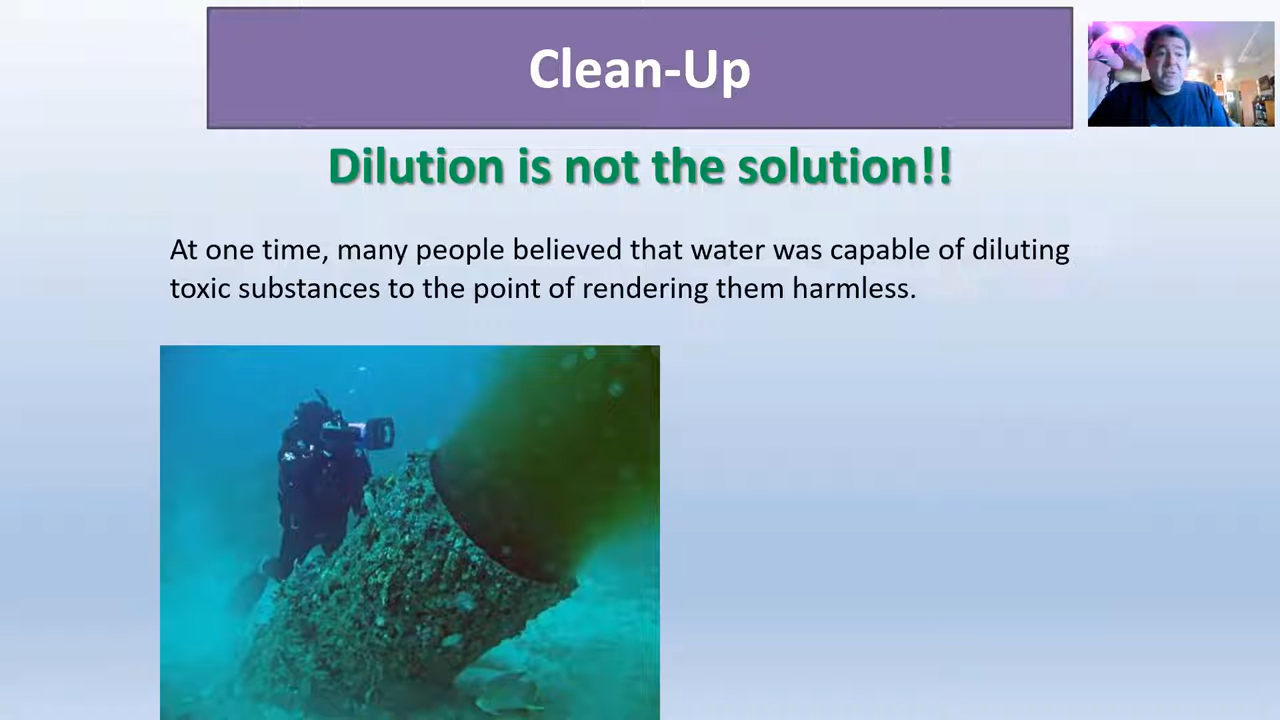 Clean-Up
Dilution is not the solution!!
At one time, many people believed that water was capable of diluting
toxic substances to the point of rendering them harmless.